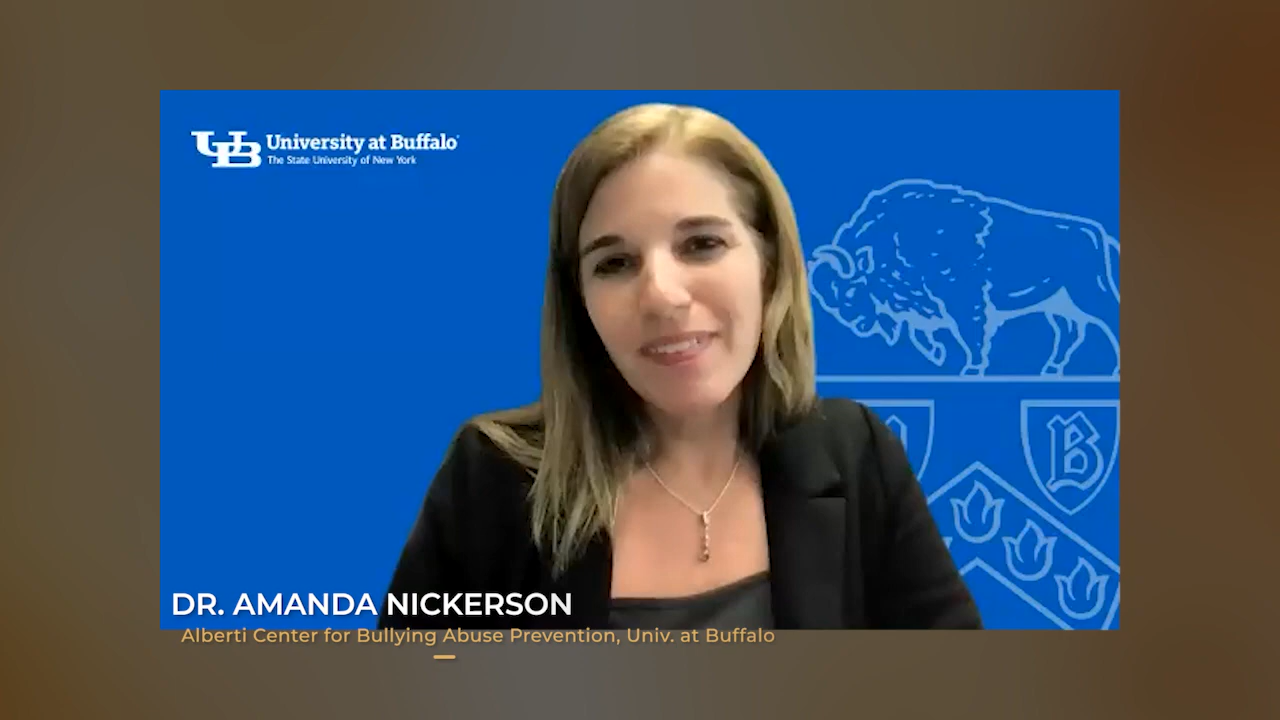 UB University at Buffalo
The State University of New York
B
DR. AMANDA NICKERSON
Alberti Center for Bullying Abuse Prevention, Univ. at Buffalo